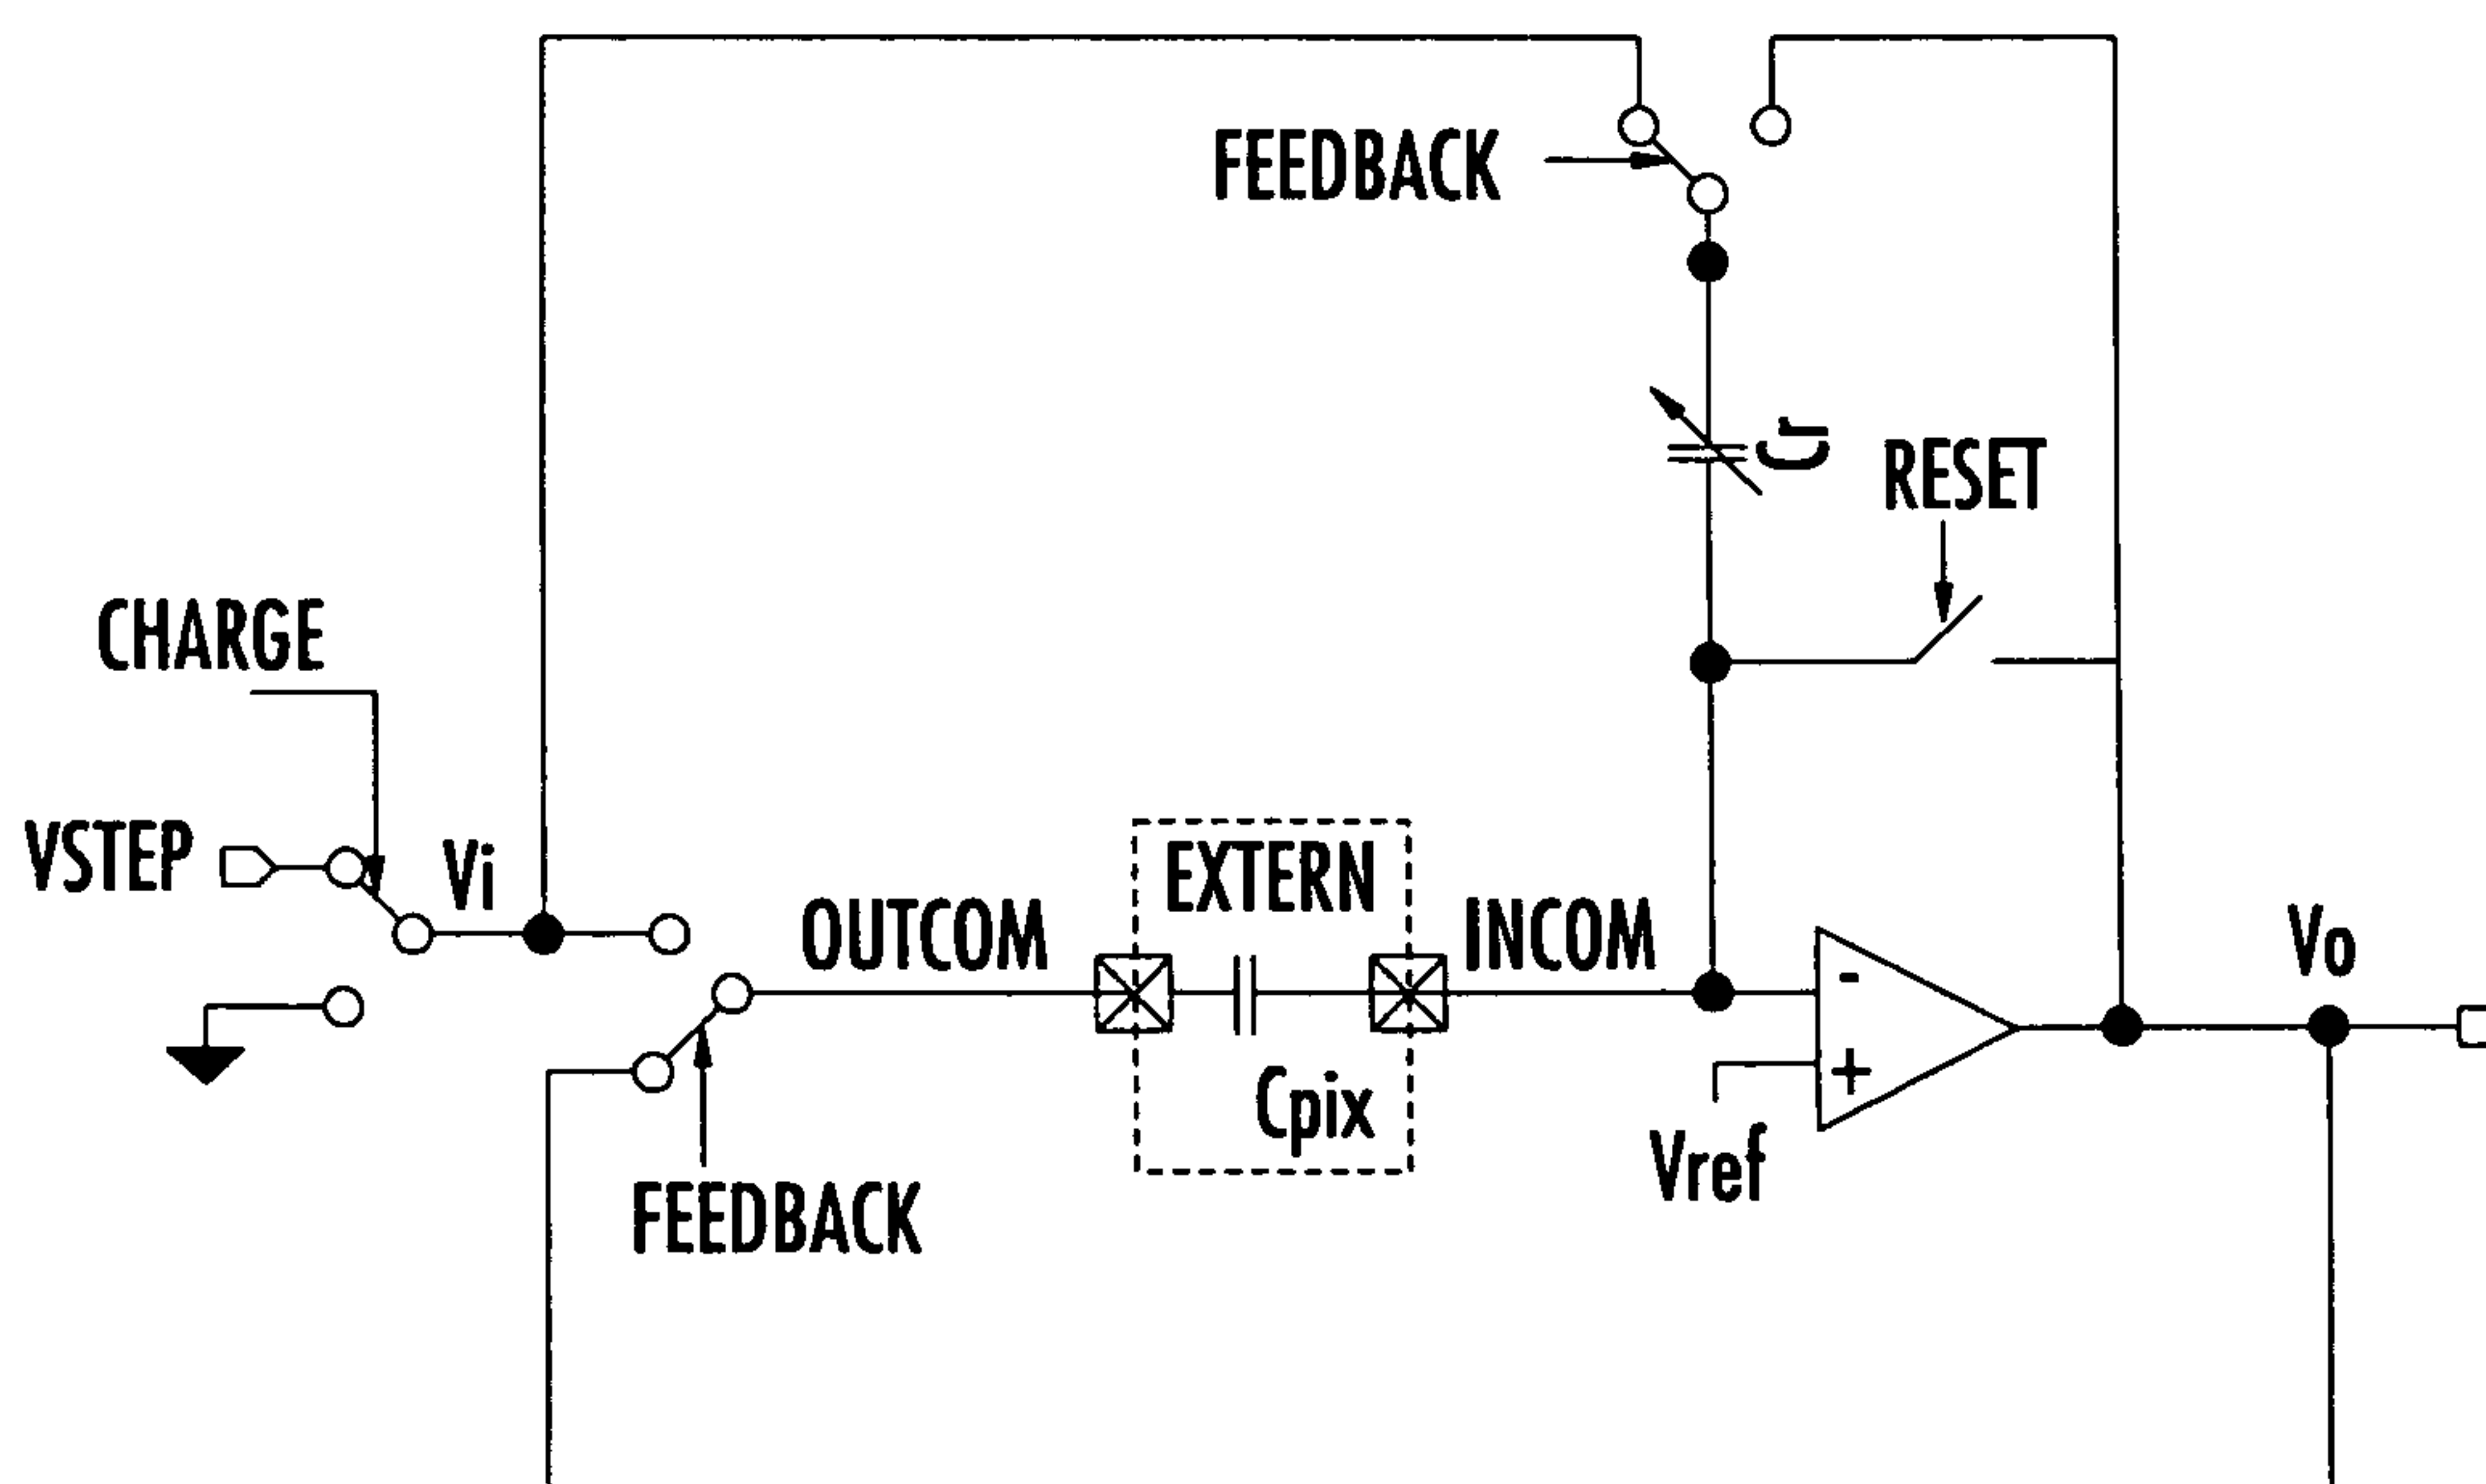 FEEDBACK
Cr
RESET
CHARGE
VSTEP
Vi
OUTCOM
EXTERN
INCOM
Vo
-
+
Cpix
Vref
FEEDBACK